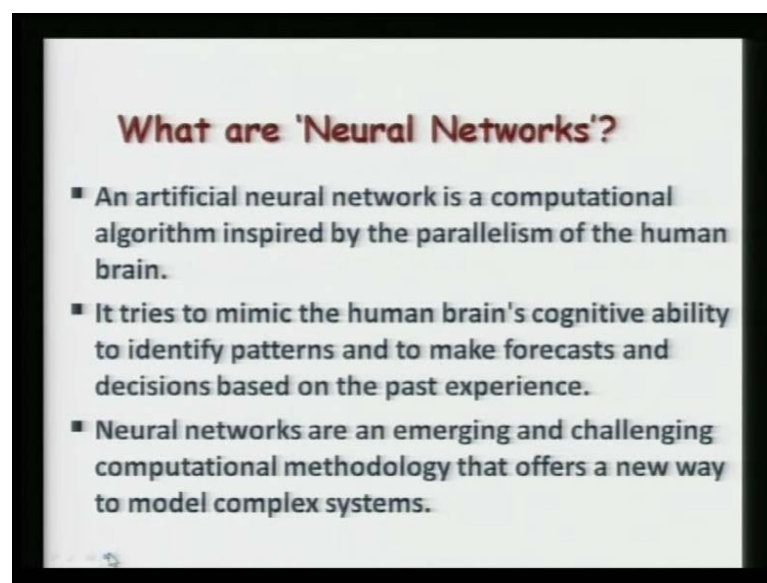 What are 'Neural Networks'?
▪ An artificial neural network is a computational
algorithm inspired by the parallelism of the human
brain.
▪ It tries to mimic the human brain's cognitive ability
to identify patterns and to make forecasts and
decisions based on the past experience.
▪ Neural networks are an emerging and challenging
computational methodology that offers a new way
to model complex systems.